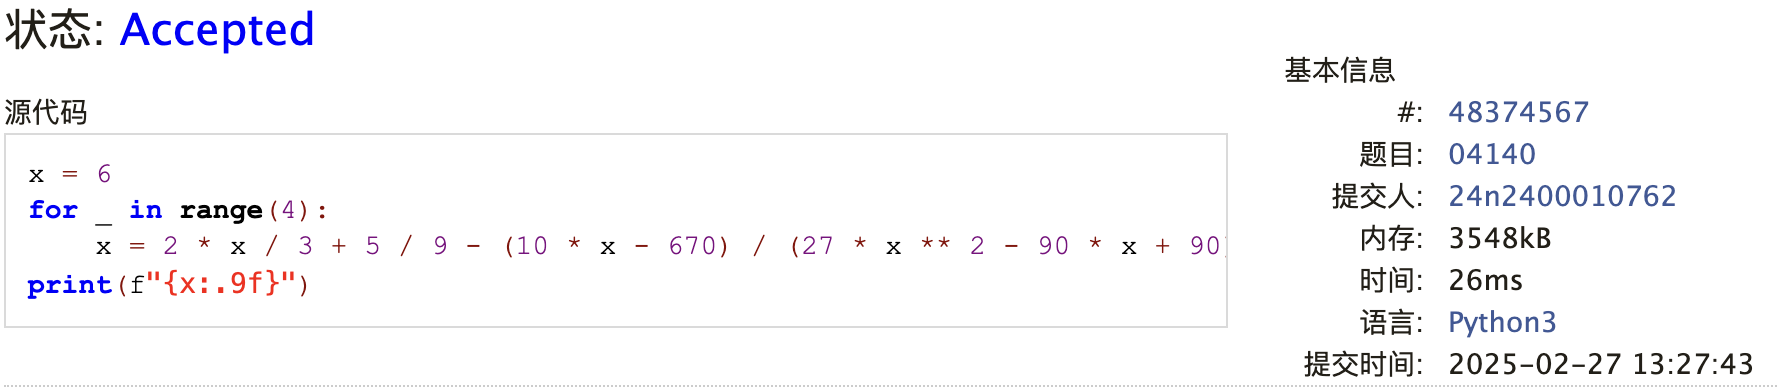 状态: Accepted
源代码
x = 6
for _ in range(4):
    x = 2 * x / 3 + 5 / 9 - (10 * x - 670) / (27 * x ** 2 - 90 * x + 90)
print(f"{x:.9f}")
基本信息
#: 48374567
题目: 04140
提交人: 24n2400010762
内存: 3548kB
时间: 26ms
语言: Python3
提交时间: 2025-02-27 13:27:43